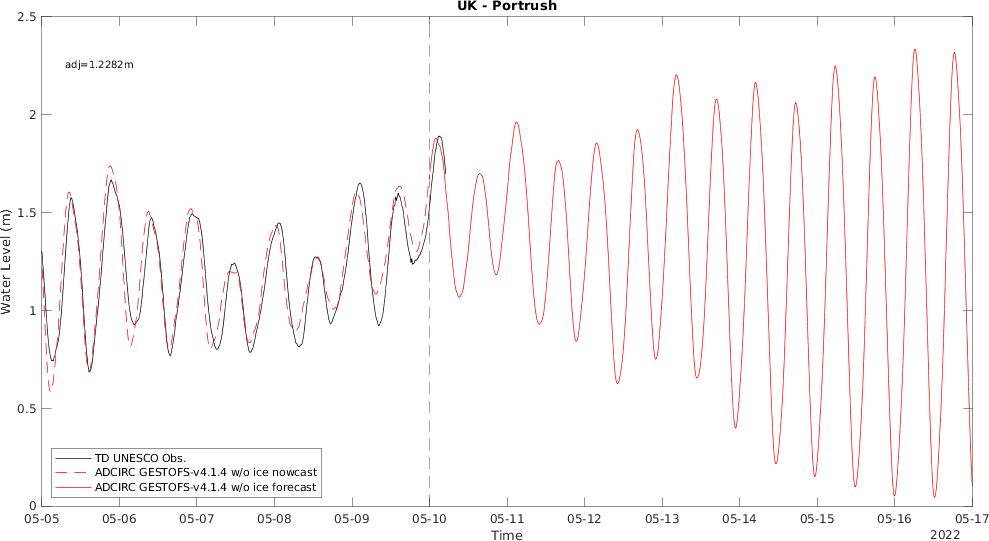 UK - Portrush
adj=1.2282m
Water Level (m)
2.5
2
1.5
1
0.5
0
TD UNESCO Obs.
ADCIRC GESTOFS-v4.1.4 w/o ice nowcast
ADCIRC GESTOFS-v4.1.4 w/o ice forecast
05-05 05-06 05-07 05-08 05-09 05-10 05-11 05-12 05-13 05-14 05-15 05-16 05-17
Time
2022